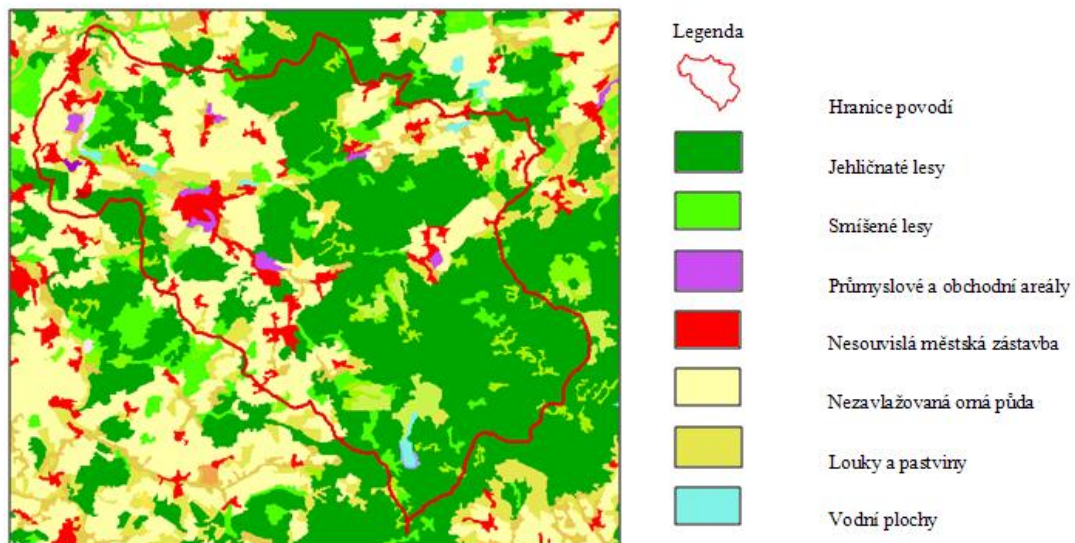 Legenda
Hranice povodí
Jehličnaté lesy
Smíšené lesy
Průmyslové a obchodní areály
Nesouvislá městská zástavba
Nezavlažovaná orná půda
Louky a pastviny
Vodní plochy